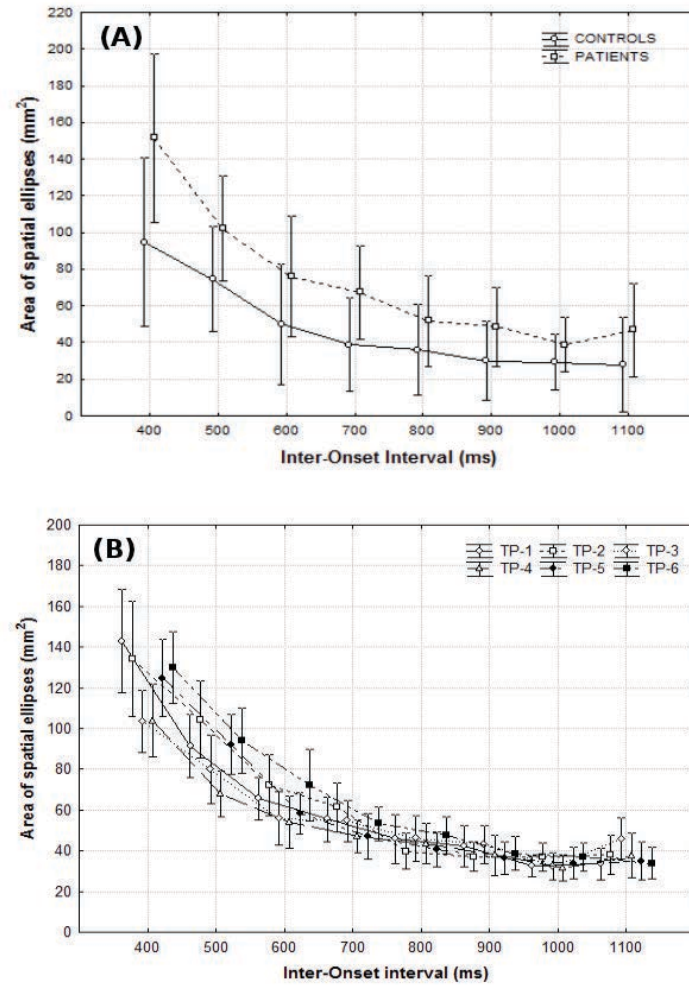 (A)
CONTROLS
PATIENTS
Area of spatial ellipses (mm²)
220
200
180
160
140
120
100
80
60
40
20
0
400 500 600 700 800 900 1000 1100
Inter-Onset Interval (ms)
(B)
TP-1 TP-2 TP-3
TP-4 TP-5 TP-6
Area of spatial ellipses (mm²)
200
180
160
140
120
100
80
60
40
20
0
400 500 600 700 800 900 1000 1100
Inter-Onset interval (ms)